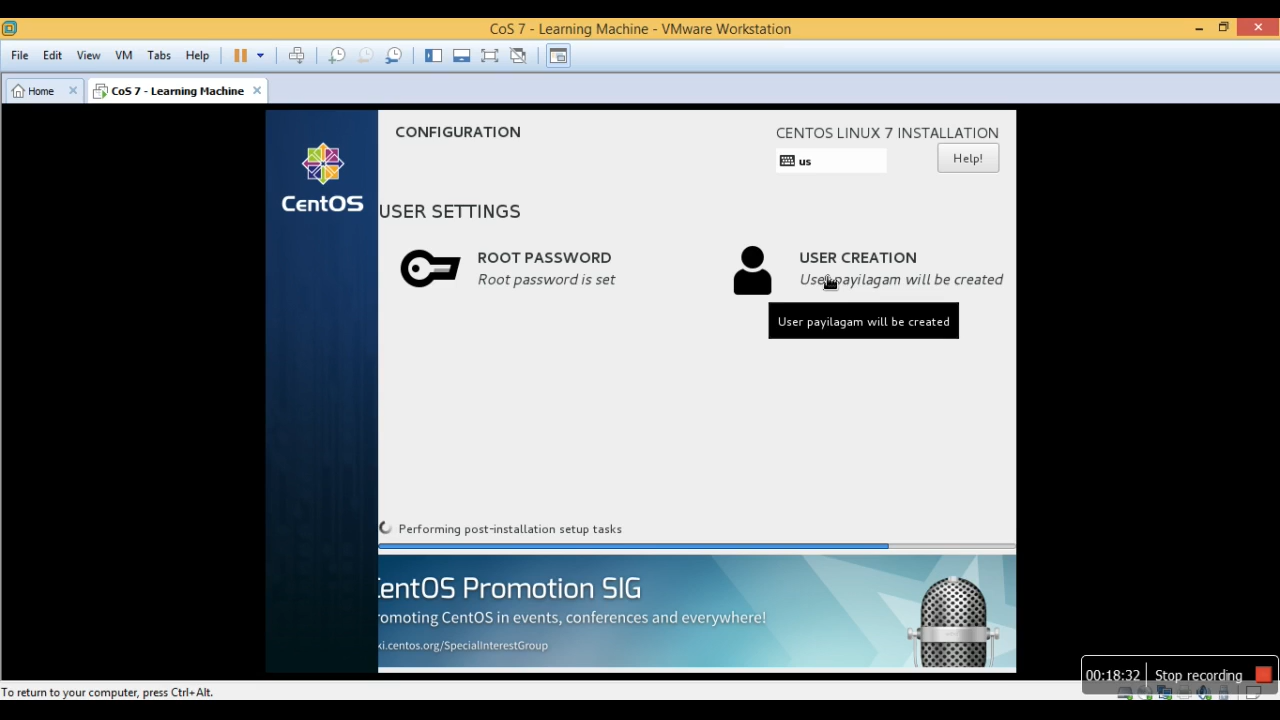 CoS 7 - Learning Machine - VMware Workstation
File Edit View VM Tabs Help
Home
CoS 7 - Learning Machine
CONFIGURATION
CENTOS LINUX 7 INSTALLATION
us
Help!
CentOS
USER SETTINGS
ROOT PASSWORD
Root password is set
USER CREATION
User payilagam will be created
User payilagam will be created
Performing post-installation setup tasks
CentOS Promotion SIG
romoting CentOS in events, conferences and everywhere!
ki.centos.org/SpecialInterestGroup
00:18:32 Stop recording
To return to your computer, press Ctrl+Alt.